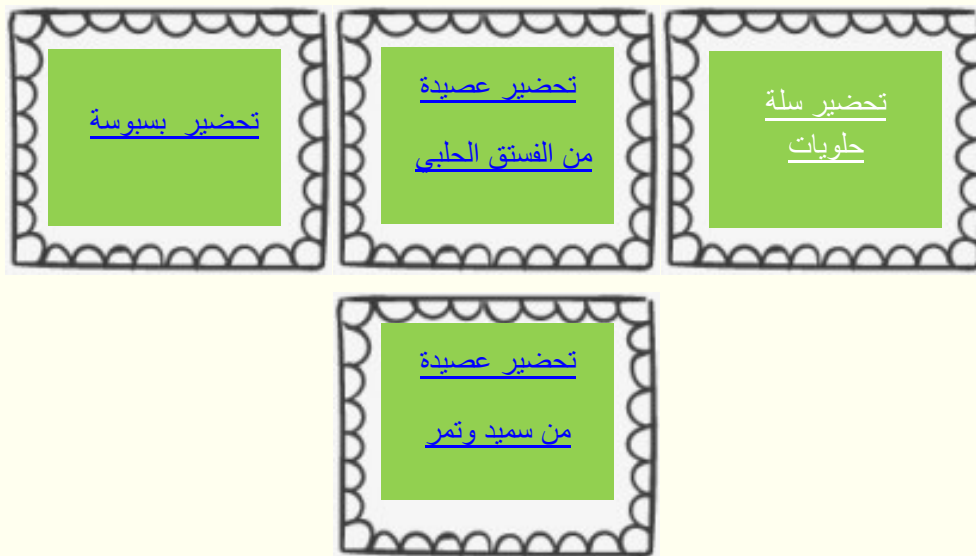 تحضير سلة
حلويات
تحضير عصيدة
من الفستق الحلبي
تحضير بسبوسة
تحضير عصيدة
من سميد وتمر